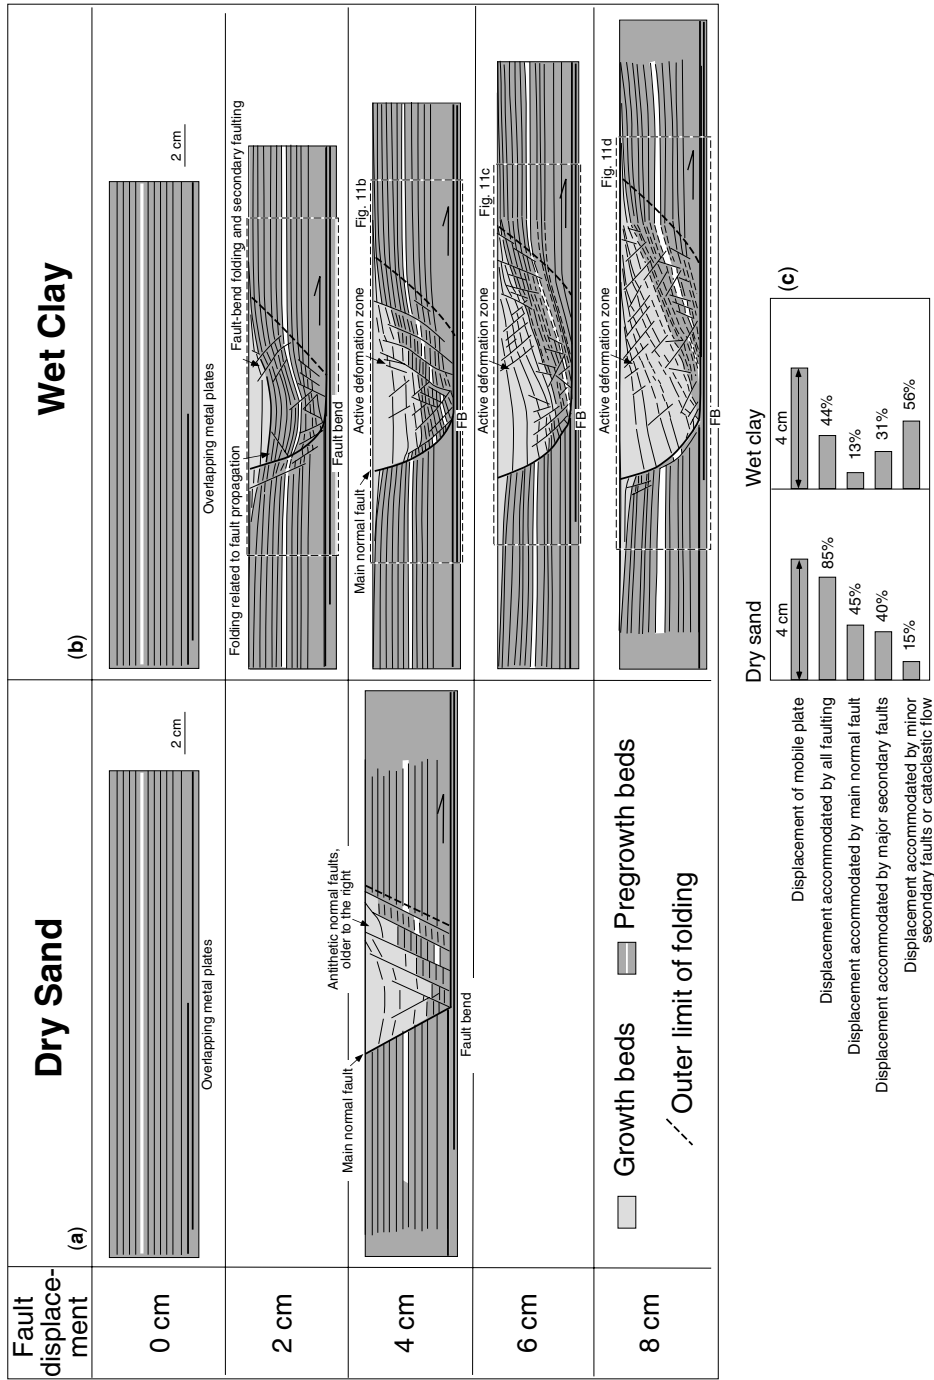 Fault
displace-
ment
Dry Sand
Wet Clay
0 cm
(a)
2 cm
Overlapping metal plates
(b)
2 cm
Overlapping metal plates
2 cm
Folding related to fault propagation
Fault-bend folding and secondary faulting
Fault bend
4 cm
Main normal fault
Antithetic normal faults,
older to the right
Fault bend
Main normal fault
Active deformation zone
Fig. 11b
FB
6 cm
Active deformation zone
Fig. 11c
FB
8 cm
Growth beds
Pregrowth beds
Outer limit of folding
Active deformation zone
Fig. 11d
FB
Dry sand
Wet clay
(c)
Displacement of mobile plate
4 cm
4 cm
Displacement accommodated by all faulting
85%
44%
Displacement accommodated by main normal fault
45%
13%
Displacement accommodated by major secondary faults
40%
31%
Displacement accommodated by minor
secondary faults or cataclastic flow
15%
56%